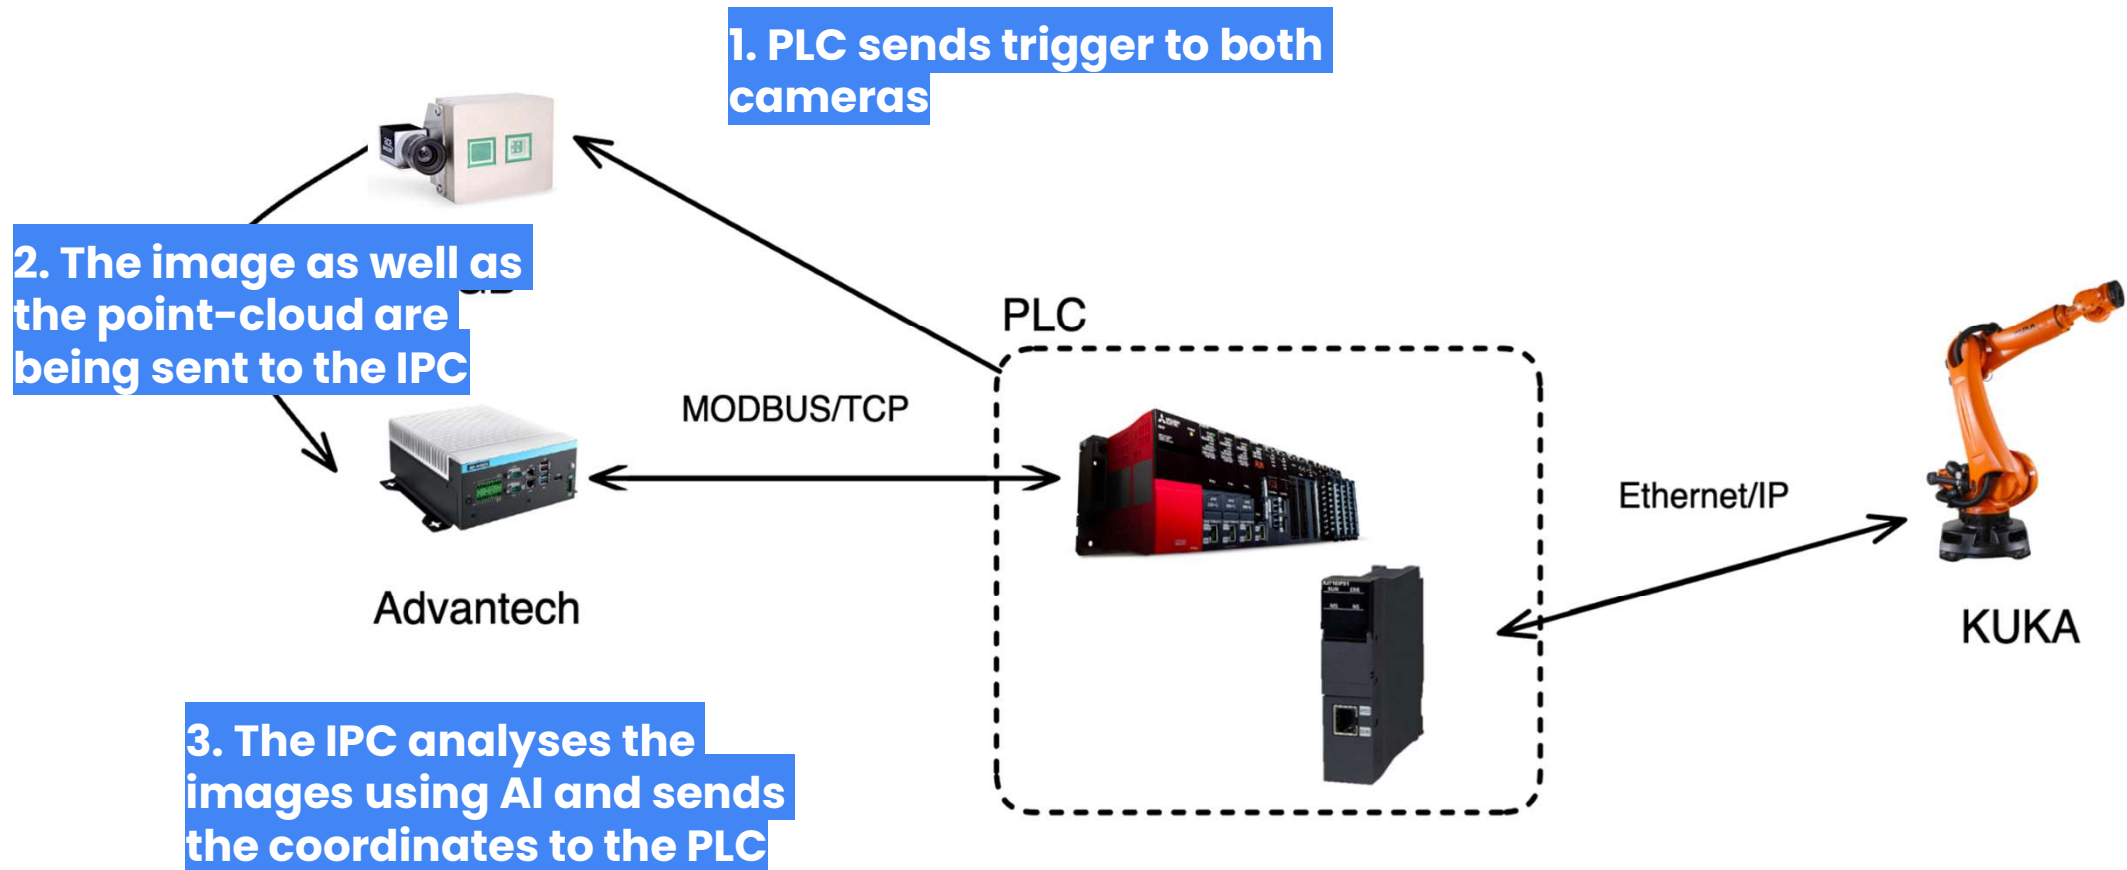 1. PLC sends trigger to both
cameras
2. The image as well as
the point-cloud are
being sent to the IPC
PLC
MODBUS/TCP
Ethernet/IP
Advantech
KUKA
3. The IPC analyses the
images using AI and sends
the coordinates to the PLC